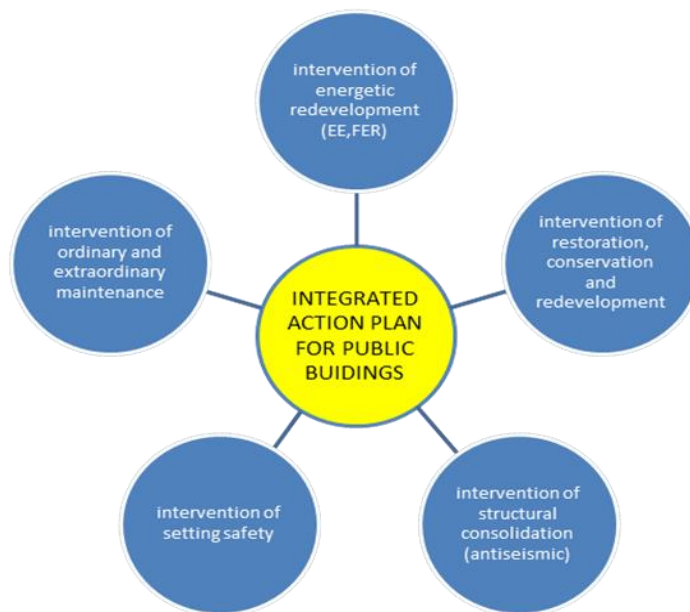 intervention of
energetic
redevelopment
(EE,FER)
intervention of
ordinary and
extraordinary
maintenance
intervention of
restoration,
conservation
and
redevelopment
INTEGRATED
ACTION PLAN
FOR PUBLIC
BUIDINGS
intervention of
setting safety
intervention of
structural
consolidation
(antiseismic)